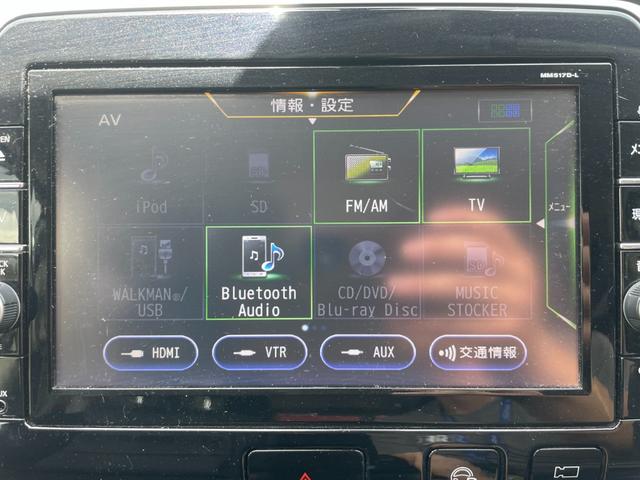 MM517D-L
情報・設定
AV
iPod
SD
FM/AM
TV
メニュー
WALKMAN®/
USB
Bluetooth
Audio
CD/DVD/
Blu-ray Disc
MUSIC
STOCKER
HDMI
VTR
AUX
交通情報